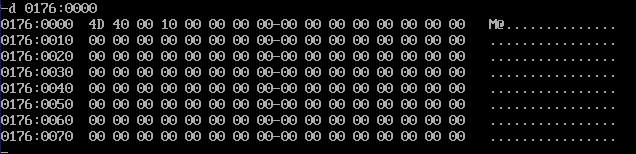 -d 0176:0000
0176:0000  4D 40 00 10 00 00 00 00-00 00 00 00 00 00 00 00   M@..............
0176:0010  00 00 00 00 00 00 00 00-00 00 00 00 00 00 00 00   ................
0176:0020  00 00 00 00 00 00 00 00-00 00 00 00 00 00 00 00   ................
0176:0030  00 00 00 00 00 00 00 00-00 00 00 00 00 00 00 00   ................
0176:0040  00 00 00 00 00 00 00 00-00 00 00 00 00 00 00 00   ................
0176:0050  00 00 00 00 00 00 00 00-00 00 00 00 00 00 00 00   ................
0176:0060  00 00 00 00 00 00 00 00-00 00 00 00 00 00 00 00   ................
0176:0070  00 00 00 00 00 00 00 00-00 00 00 00 00 00 00 00   ................
-